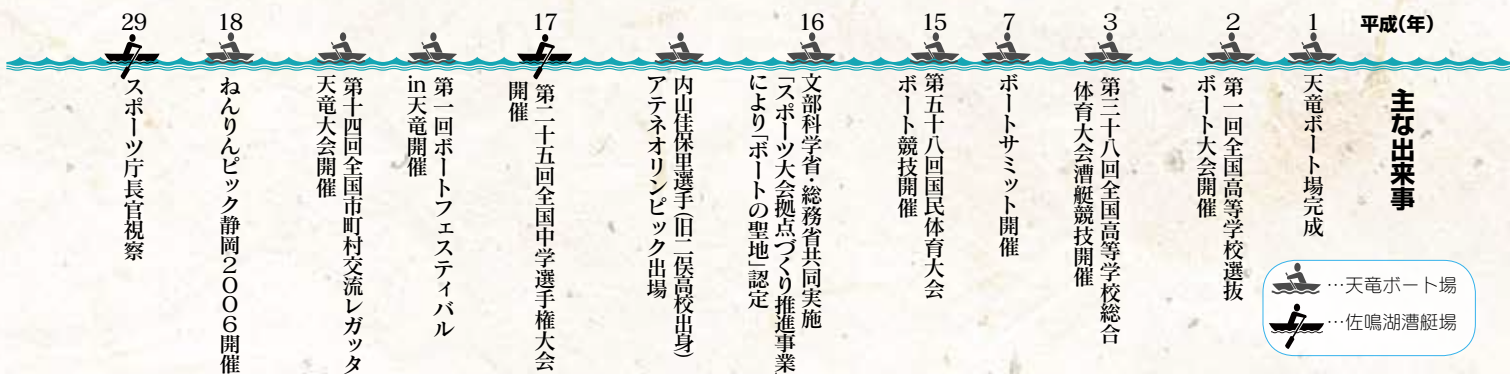 平成(年)
主な出来事
1
天竜ボート場完成
2
第一回全国高等学校選抜
ボート大会開催
3
第三十八回全国高等学校総合
体育大会漕艇競技開催
7
ボートサミット開催
15
第五十八回国民体育大会
ボート競技開催
16
文部科学省・総務省共同実施
「スポーツ大会拠点づくり推進事業」
により「ボートの聖地」認定
内山佳保里選手(旧二俣高校出身)
アテネオリンピック出場
17
第二十五回全国中学選手権大会
開催
第一回ボートフェスティバル
in天竜開催
第十四回全国市町村交流レガッタ
天竜大会開催
18
ねんりんピック静岡2006開催
29
スポーツ庁長官視察
…天竜ボート場
…佐鳴湖漕艇場